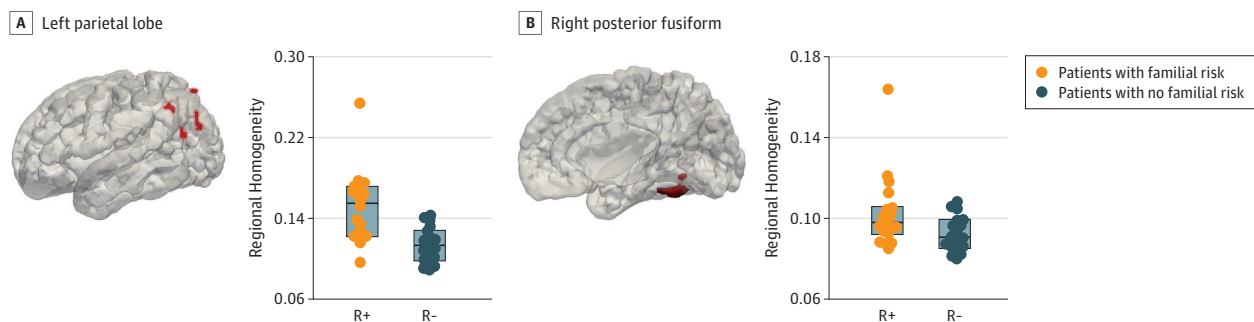 A Left parietal lobe
0.30
0.22
0.14
0.06
Regional Homogeneity
R+ R-
B Right posterior fusiform
0.18
0.14
0.10
0.06
Regional Homogeneity
R+ R-
Patients with familial risk
Patients with no familial risk